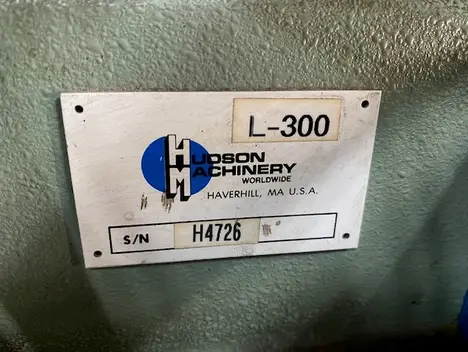 L-300
HUDSON
MACHINERY
WORLDWIDE
HAVERHILL, MA U.S.A.
S/N H4726